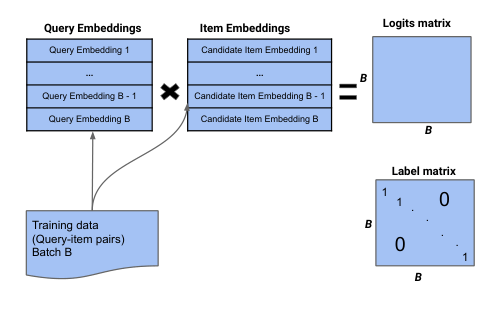 Query Embeddings
Query Embedding 1
...
Query Embedding B - 1
Query Embedding B
Item Embeddings
Candidate Item Embedding 1
...
Candidate Item Embedding B - 1
Candidate Item Embedding B
Logits matrix
B
B
Training data
(Query-item pairs)
Batch B
Label matrix
1
1
0
0
1
B
B